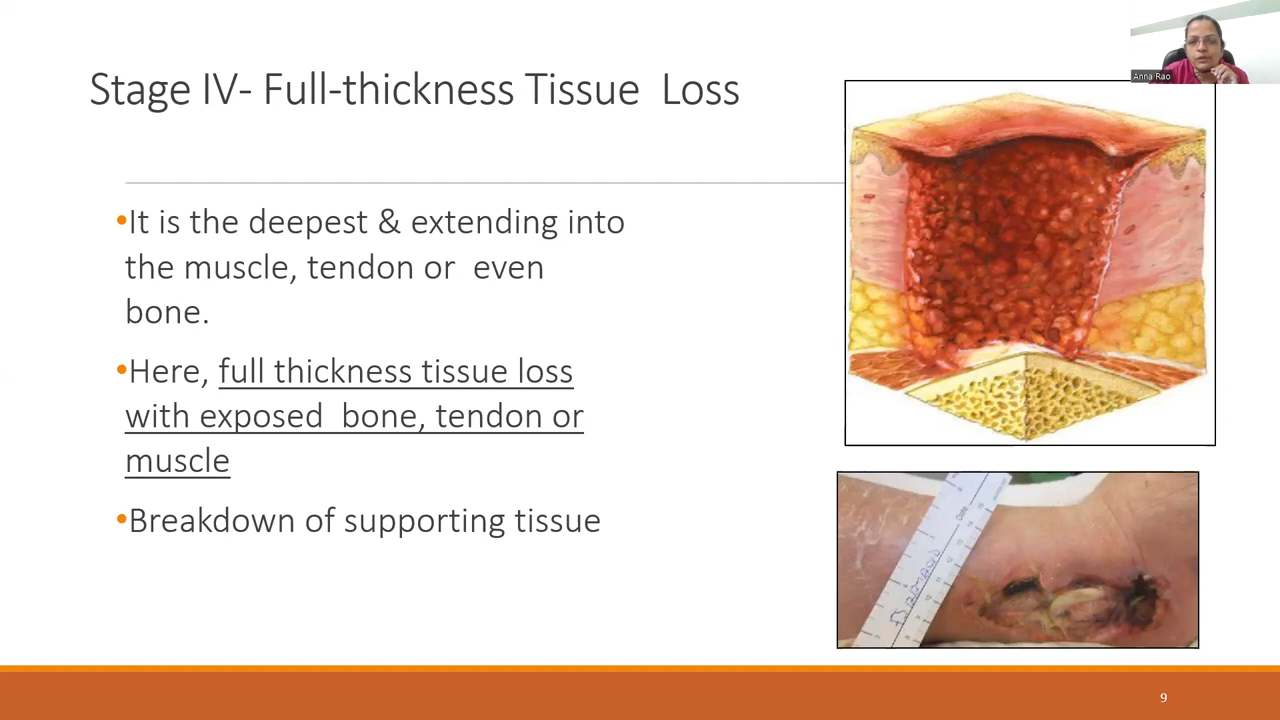 Anna Rao
Stage IV- Full-thickness Tissue Loss
•It is the deepest & extending into
the muscle, tendon or even
bone.
•Here, full thickness tissue loss
with exposed bone, tendon or
muscle
•Breakdown of supporting tissue
9